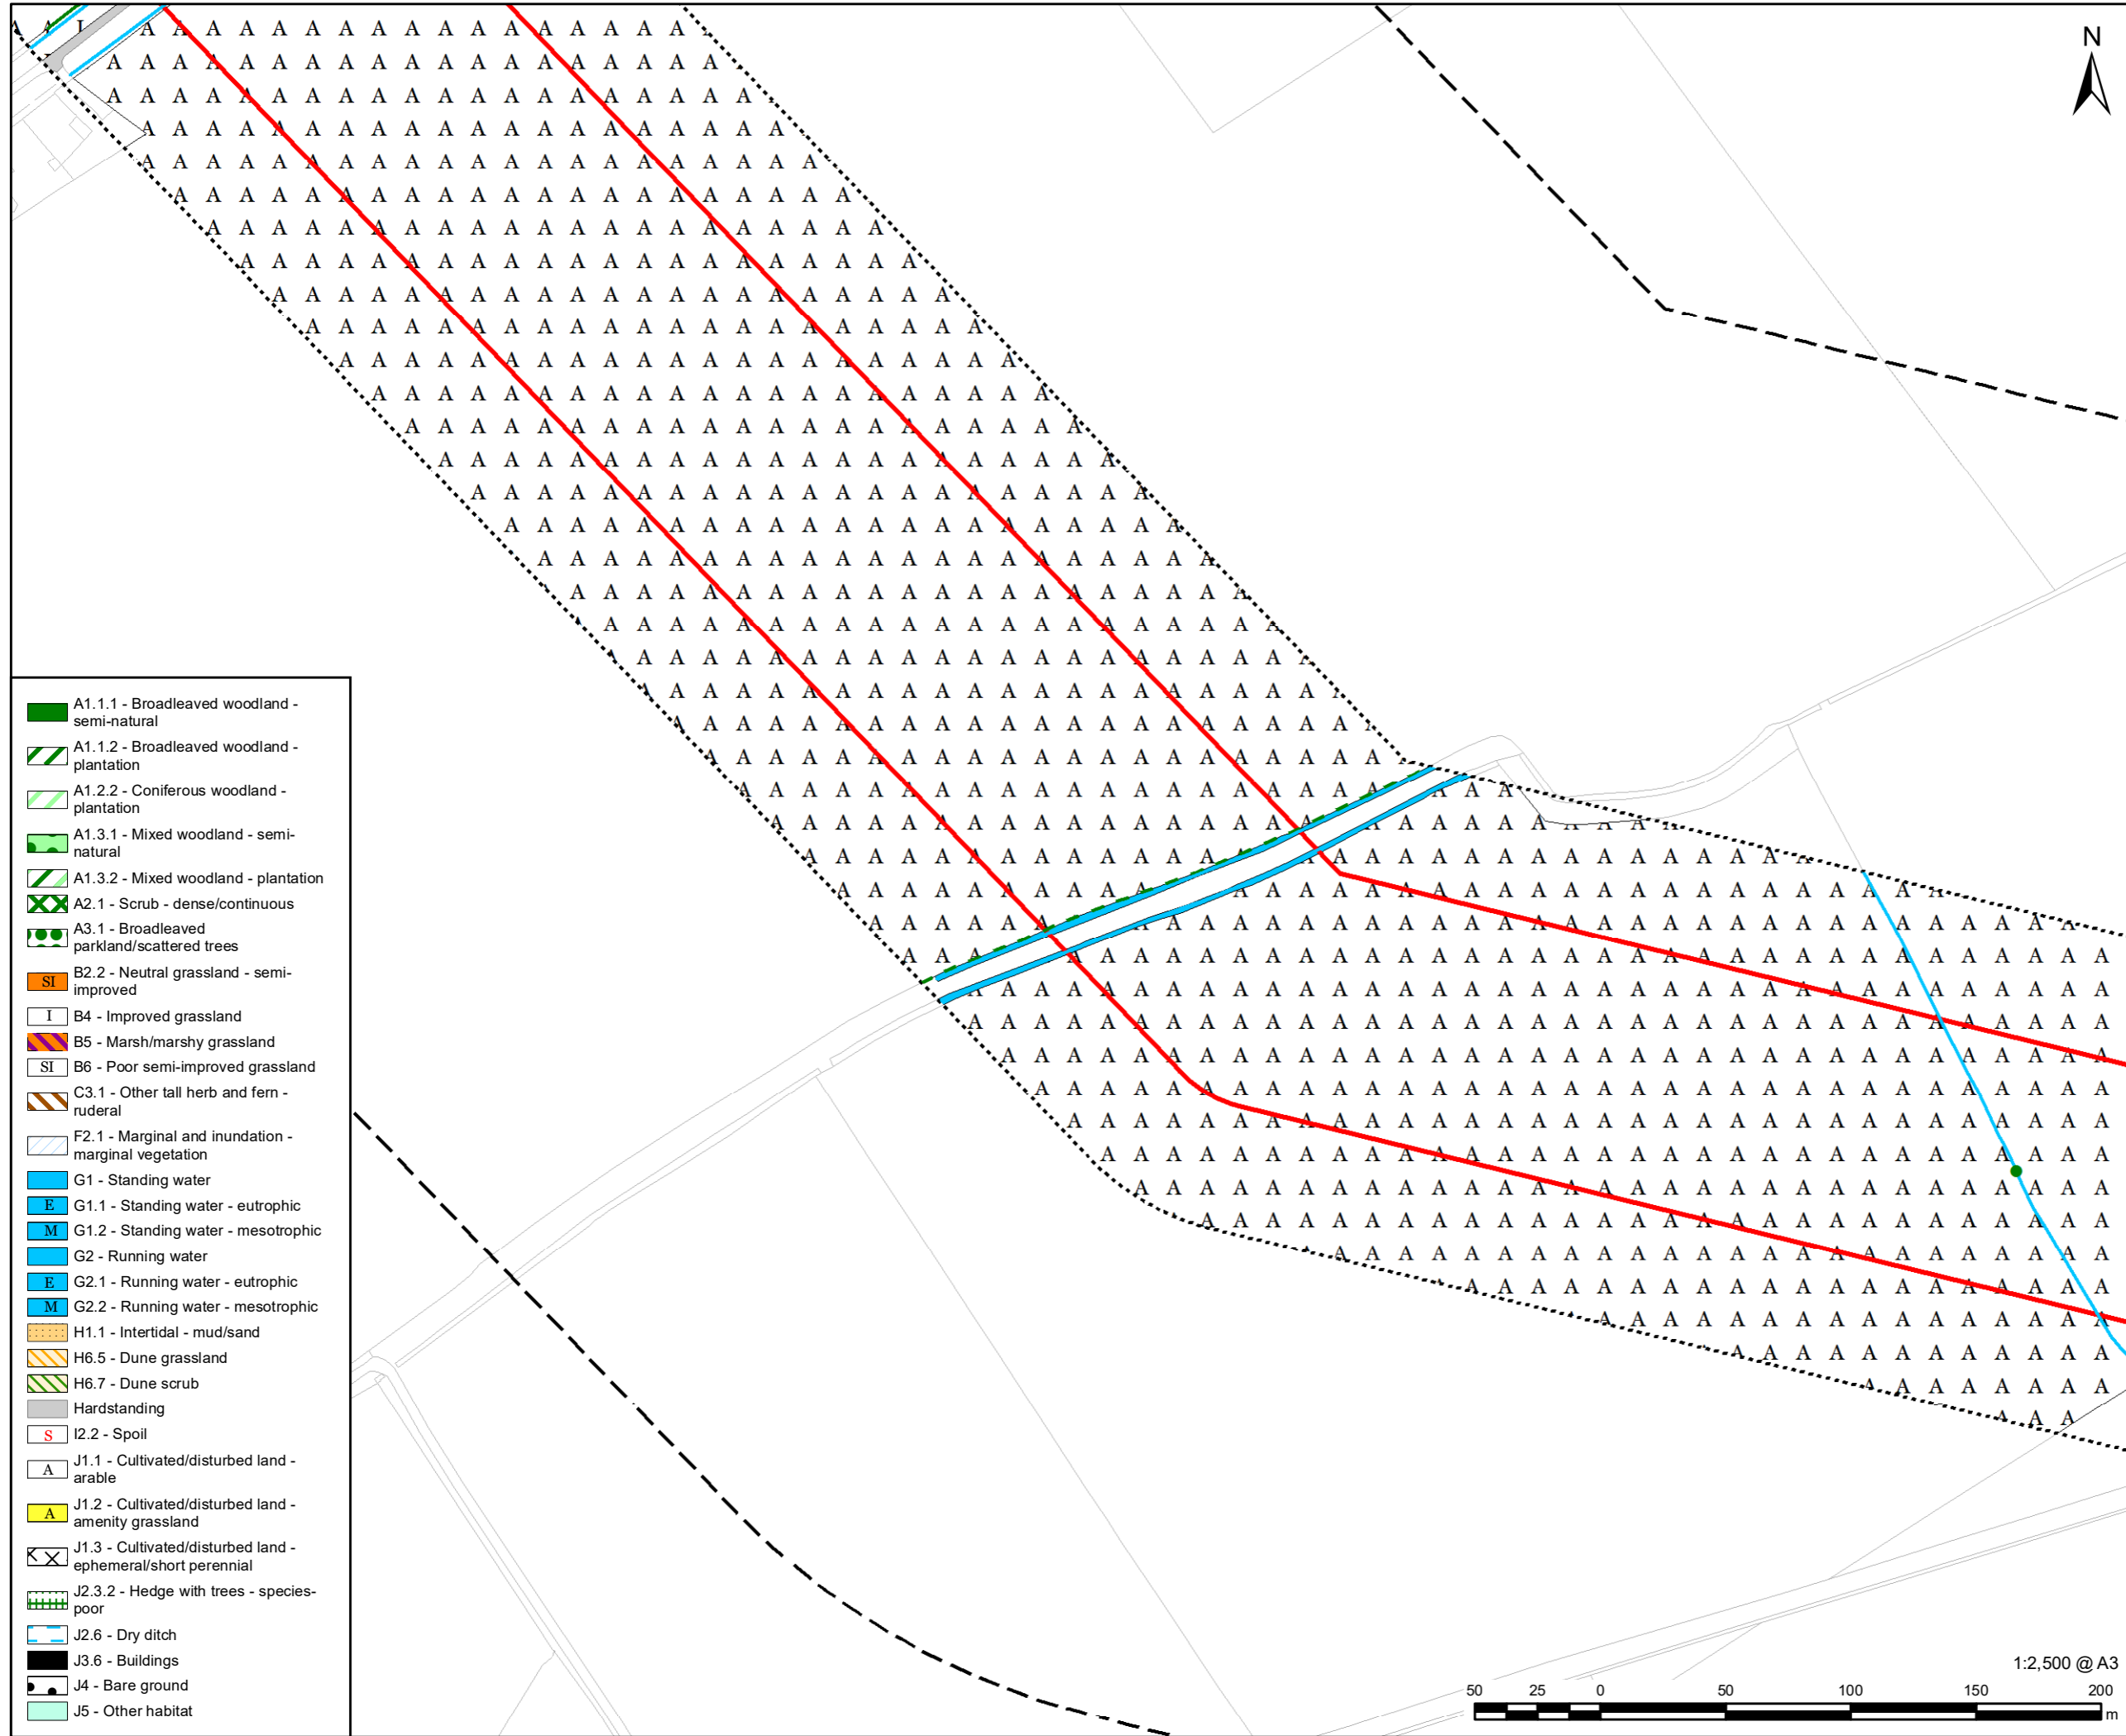 N
A1.1.1 - Broadleaved woodland -
semi-natural
A1.1.2 - Broadleaved woodland -
plantation
A1.2.2 - Coniferous woodland -
plantation
A1.3.1 - Mixed woodland - semi-
natural
A1.3.2 - Mixed woodland - plantation
A2.1 - Scrub - dense/continuous
A3.1 - Broadleaved
parkland/scattered trees
SI B2.2 - Neutral grassland - semi-
improved
I B4 - Improved grassland
B5 - Marsh/marshy grassland
SI B6 - Poor semi-improved grassland
C3.1 - Other tall herb and fern -
ruderal
F2.1 - Marginal and inundation -
marginal vegetation
G1 - Standing water
E G1.1 - Standing water - eutrophic
M G1.2 - Standing water - mesotrophic
G2 - Running water
E G2.1 - Running water - eutrophic
M G2.2 - Running water - mesotrophic
H1.1 - Intertidal - mud/sand
H6.5 - Dune grassland
H6.7 - Dune scrub
Hardstanding
S I2.2 - Spoil
A J1.1 - Cultivated/disturbed land -
arable
A J1.2 - Cultivated/disturbed land -
amenity grassland
J1.3 - Cultivated/disturbed land -
ephemeral/short perennial
J2.3.2 - Hedge with trees - species-
poor
J2.6 - Dry ditch
J3.6 - Buildings
J4 - Bare ground
J5 - Other habitat
1:2,500 @ A3
50 25 0 50 100 150 200
m